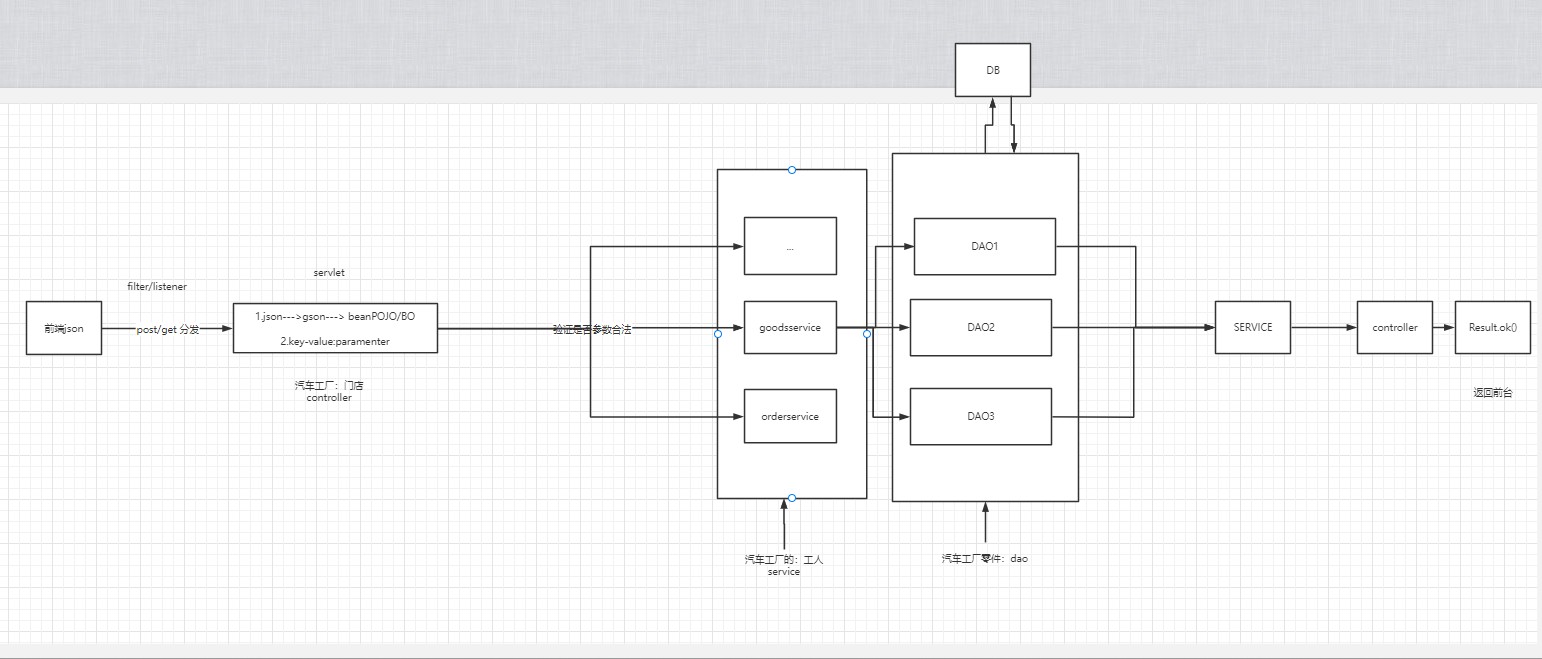 DB
filter/listener
servlet
前端json
post/get 分发
1.json--->gson---> beanPOJO/BO
2.key-value:paramenter
汽车工厂：门店
controller
验证是否参数合法
...
goodsservice
orderservice
汽车工厂的：工人
service
DAO1
DAO2
DAO3
汽车工厂零件：dao
SERVICE
controller
Result.ok()
返回前台